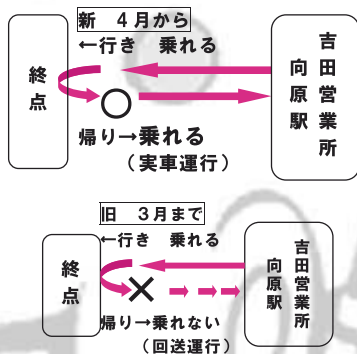 新　4月から
←行き　乗れる
終点
吉田営業所
向原駅
○
帰り→乗れる
（実車運行）
旧　3月まで
←行き　乗れる
終点
吉田営業所
向原駅
×
帰り→乗れない
（回送運行）